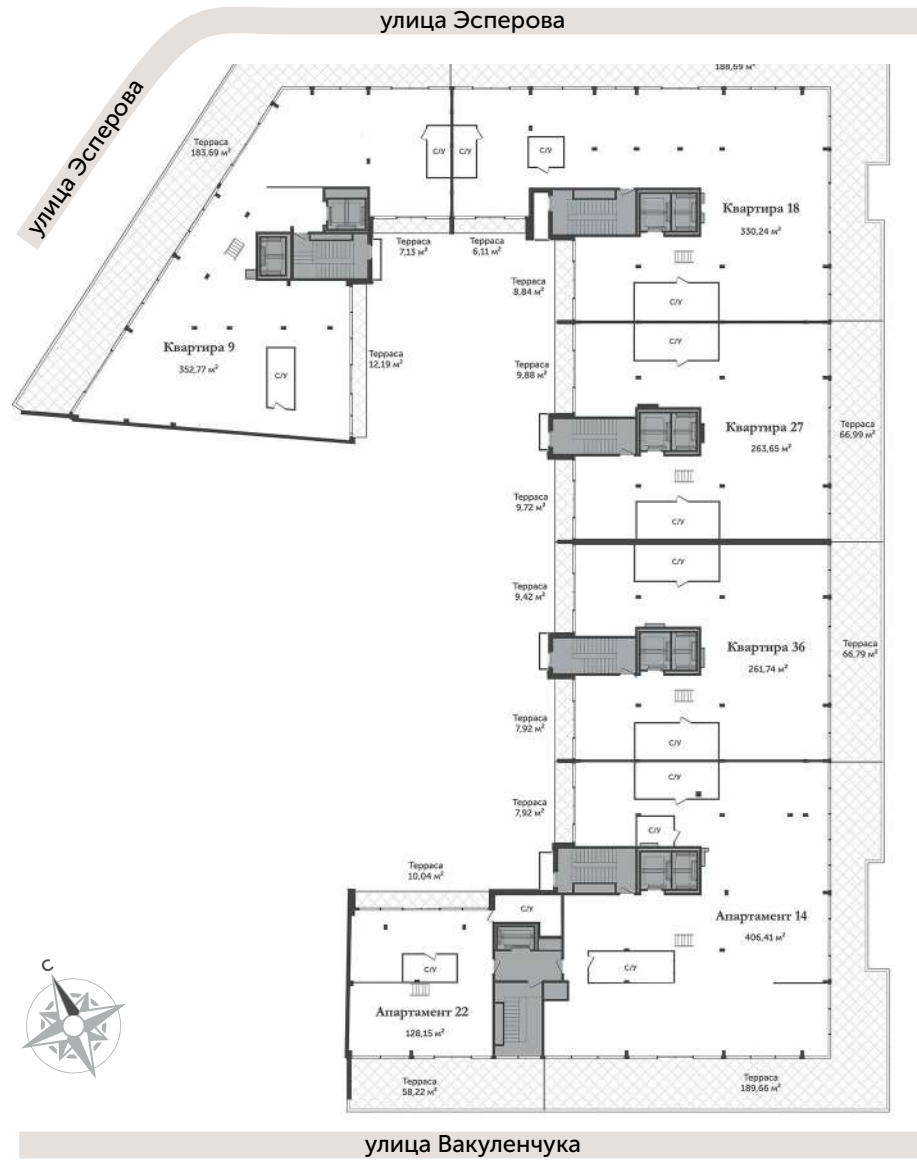 улица Эсперова
улица Эсперова
188,69 м²
Терраса
183,69 м²
С/У
С/У
С/У
Квартира 18
330,24 м²
Терраса
7,13 м²
Терраса
6,11 м²
Терраса
8,84 м²
С/У
Квартира 9
352,77 м²
С/У
Терраса
12,19 м²
Терраса
9,88 м²
С/У
Квартира 27
263,65 м²
Терраса
66,99 м²
Терраса
9,72 м²
С/У
Терраса
9,42 м²
С/У
Квартира 36
261,74 м²
Терраса
66,79 м²
Терраса
7,92 м²
С/У
С/У
Терраса
7,92 м²
С/У
Терраса
10,04 м²
С/У
Апартамент 14
406,41 м²
С/У
С/У
С
Апартамент 22
128,15 м²
Терраса
58,22 м²
Терраса
189,66 м²
улица Вакуленчука